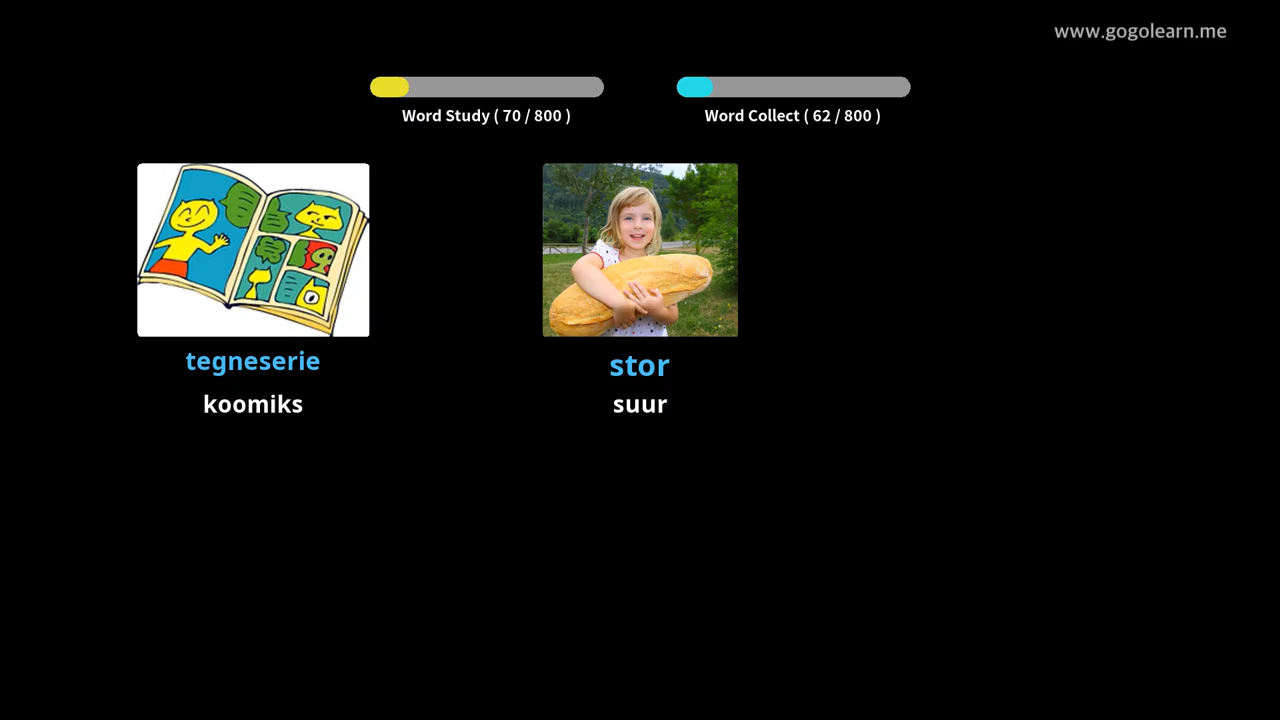 www.gogolearn.me
Word Study ( 70 / 800 )
Word Collect ( 62 / 800 )
tegneserie
stor
koomiks
suur